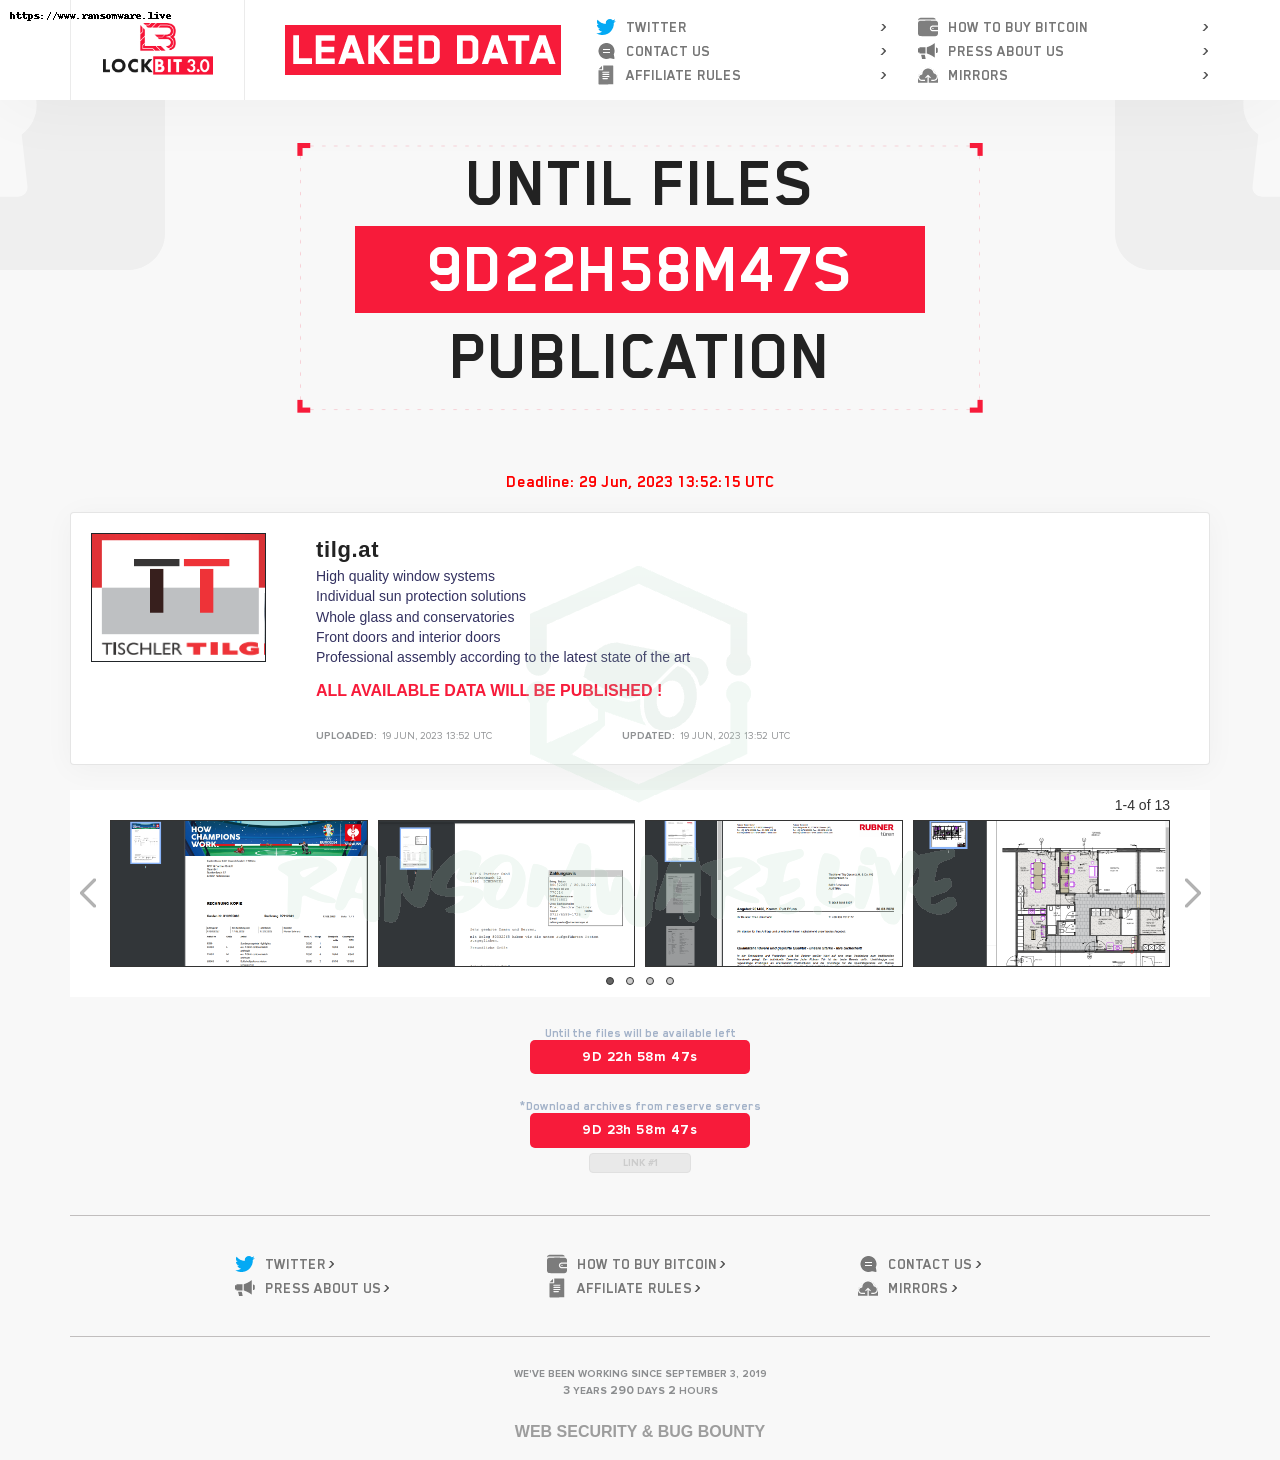 https://www.ransomware.live
LOCKBIT 3.0
LEAKED DATA
TWITTER
CONTACT US
AFFILIATE RULES
HOW TO BUY BITCOIN
PRESS ABOUT US
MIRRORS
UNTIL FILES
9D22H58M47S
PUBLICATION
Deadline: 29 Jun, 2023 13:52:15 UTC
TT
TISCHLER TILG
tilg.at
High quality window systems
Individual sun protection solutions
Whole glass and conservatories
Front doors and interior doors
Professional assembly according to the latest state of the art
ALL AVAILABLE DATA WILL BE PUBLISHED !
UPLOADED: 19 JUN, 2023 13:52 UTC
UPDATED: 19 JUN, 2023 13:52 UTC
1-4 of 13
HOW
CHAMPIONS
WORK.
STRAUSS
RECHNUNG KOPIE
Zahlungsavis
RUBNER
türen
RANSOMWARE LIVE
Until the files will be available left
9D 22h 58m 47s
*Download archives from reserve servers
9D 23h 58m 47s
LINK #1
TWITTER
HOW TO BUY BITCOIN
CONTACT US
PRESS ABOUT US
AFFILIATE RULES
MIRRORS
WE'VE BEEN WORKING SINCE SEPTEMBER 3, 2019
3 YEARS 290 DAYS 2 HOURS
WEB SECURITY & BUG BOUNTY